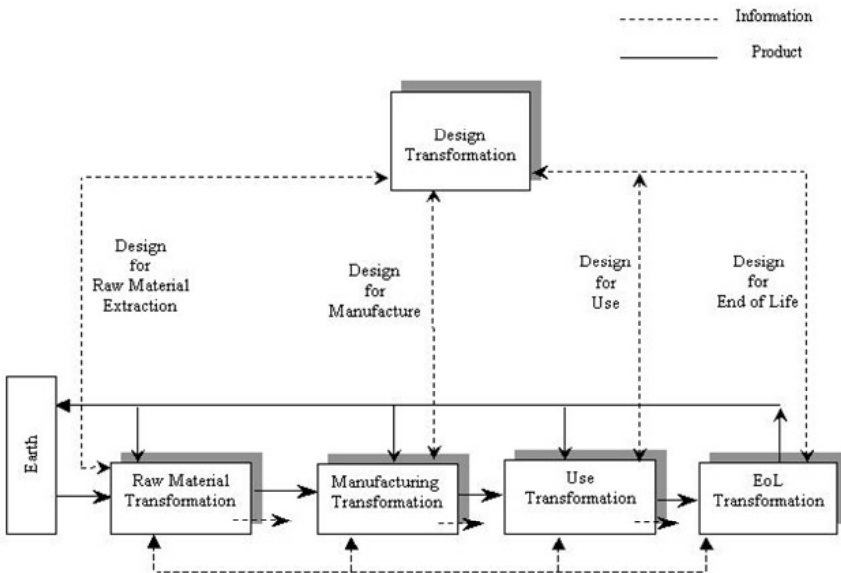 Information
Product
Design
Transformation
Design
for
Raw Material
Extraction
Design
for
Manufacture
Design
for
Use
Design
for
End of Life
Earth
Raw Material
Transformation
Manufacturing
Transformation
Use
Transformation
EoL
Transformation